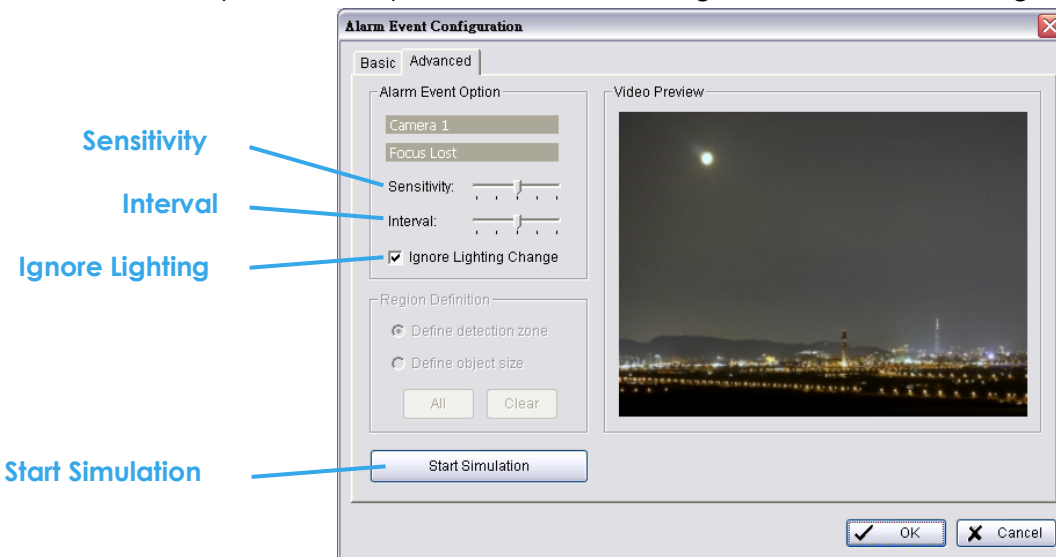 Alarm Event Configuration
Basic
Advanced
Alarm Event Option
Camera 1
Focus Lost
Sensitivity:
Interval:
Ignore Lighting Change
Region Definition
Define detection zone
Define object size
All
Clear
Start Simulation
Video Preview
OK
Cancel
Sensitivity
Interval
Ignore Lighting
Start Simulation